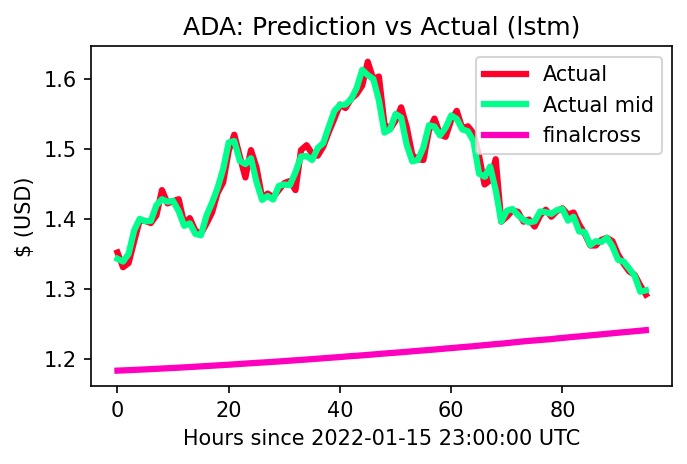 ADA: Prediction vs Actual (lstm)
Actual
Actual mid
finalcross
$ (USD)
1.6
1.5
1.4
1.3
1.2
0 20 40 60 80
Hours since 2022-01-15 23:00:00 UTC